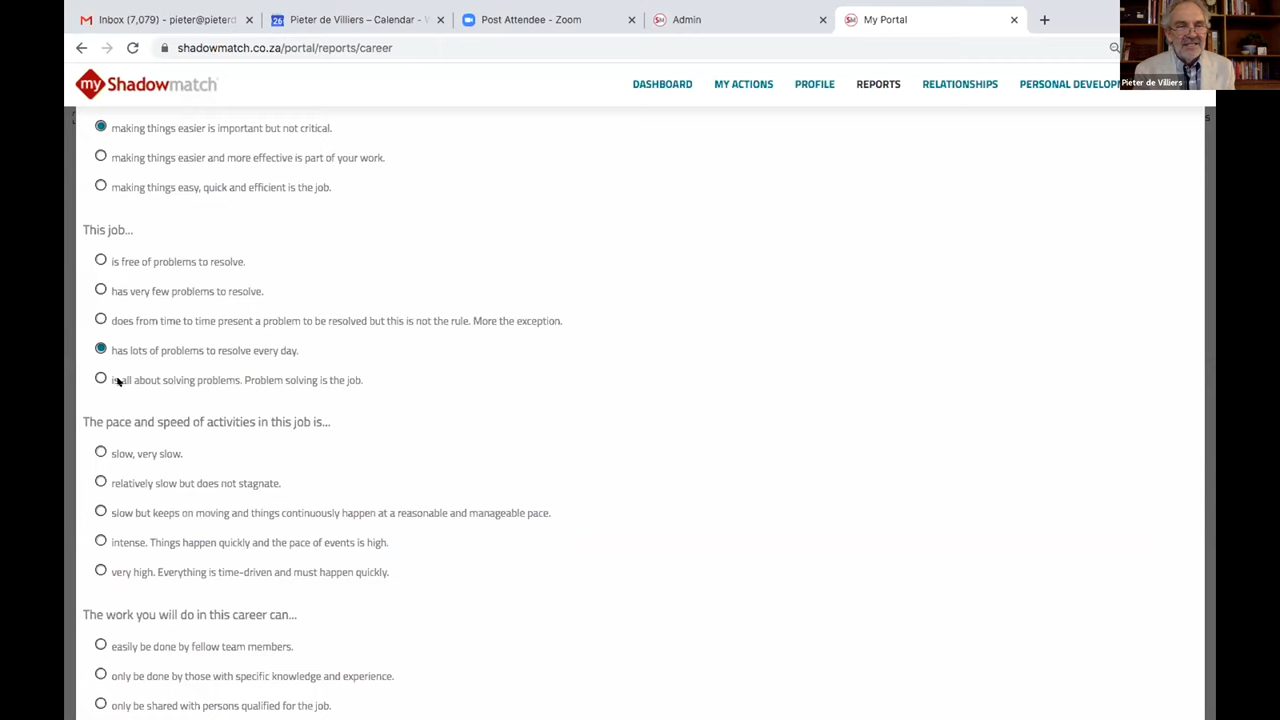 Inbox (7,079) - pieter@pieterd
26
Pieter de Villiers – Calendar -
Post Attendee - Zoom
SM
Admin
SM
My Portal
shadowmatch.co.za/portal/reports/career
Pieter de Villiers
my Shadowmatch
DASHBOARD
MY ACTIONS
PROFILE
REPORTS
RELATIONSHIPS
PERSONAL DEVELOPM
making things easier is important but not critical.
making things easier and more effective is part of your work.
making things easy, quick and efficient is the job.
This job...
is free of problems to resolve.
has very few problems to resolve.
does from time to time present a problem to be resolved but this is not the rule. More the exception.
has lots of problems to resolve every day.
is all about solving problems. Problem solving is the job.
The pace and speed of activities in this job is...
slow, very slow.
relatively slow but does not stagnate.
slow but keeps on moving and things continuously happen at a reasonable and manageable pace.
intense. Things happen quickly and the pace of events is high.
very high. Everything is time-driven and must happen quickly.
The work you will do in this career can...
easily be done by fellow team members.
only be done by those with specific knowledge and experience.
only be shared with persons qualified for the job.